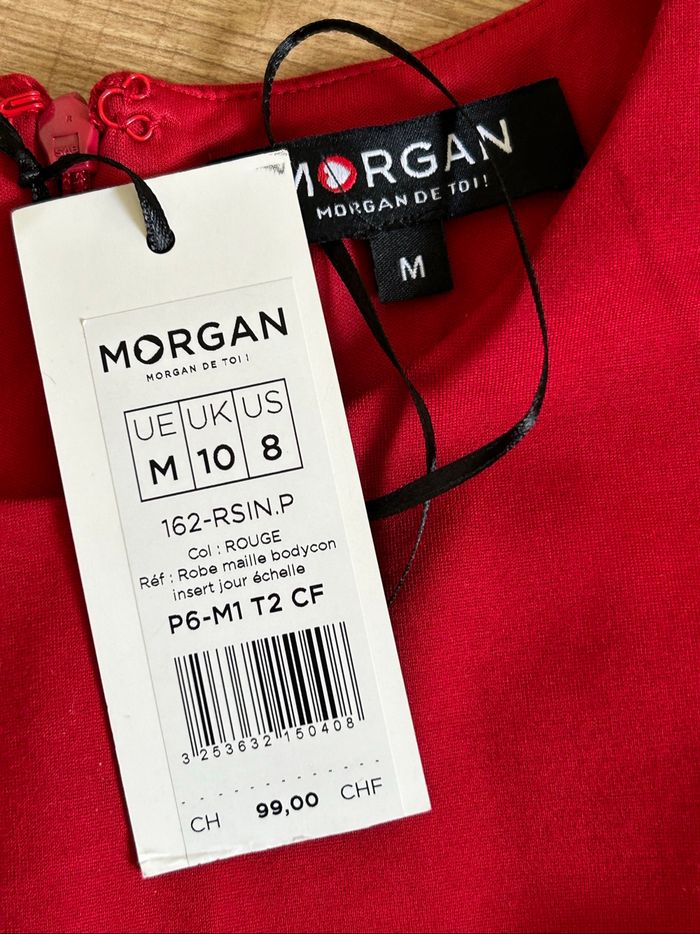 MORGAN
MORGAN DE TOI !
M
MORGAN
MORGAN DE TOI !
UE UK US
M 10 8
162-RSIN.P
Col : ROUGE
Réf : Robe maille bodycon
insert jour échelle
P6-M1 T2 CF
3 253632 150408
CH 99,00 CHF